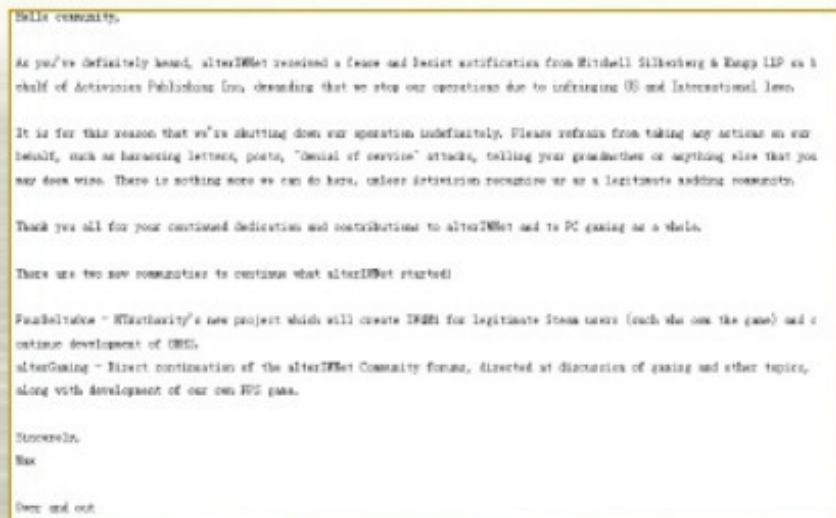 Hello community,
As you've definitely heard, alterIWNet received a Cease and Desist notification from Mitchell Silberberg & Knupp LLP on b
ehalf of Activision Publishing Inc, demanding that we stop our operations due to infringing US and International laws.
It is for this reason that we're shutting down our operation indefinitely. Please refrain from taking any actions on our
behalf, such as harassing letters, posts, "denial of service" attacks, telling your grandmother or anything else that you
may deem wise. There is nothing more we can do here, unless Activision recognise us as a legitimate modding community.
Thank you all for your continued dedication and contributions to alterIWNet and to PC gaming as a whole.
There are two new communities to continue what alterIWNet started!
FourDeltaOne - NTAuthority's new project which will create for legitimate Steam users (such who own the game) and c
ontinue development of
alterGaming - Direct continuation of the alterIWNet Community forums, directed at discussion of gaming and other topics,
along with development of our own FPS game.
Sincerely,
Over and out